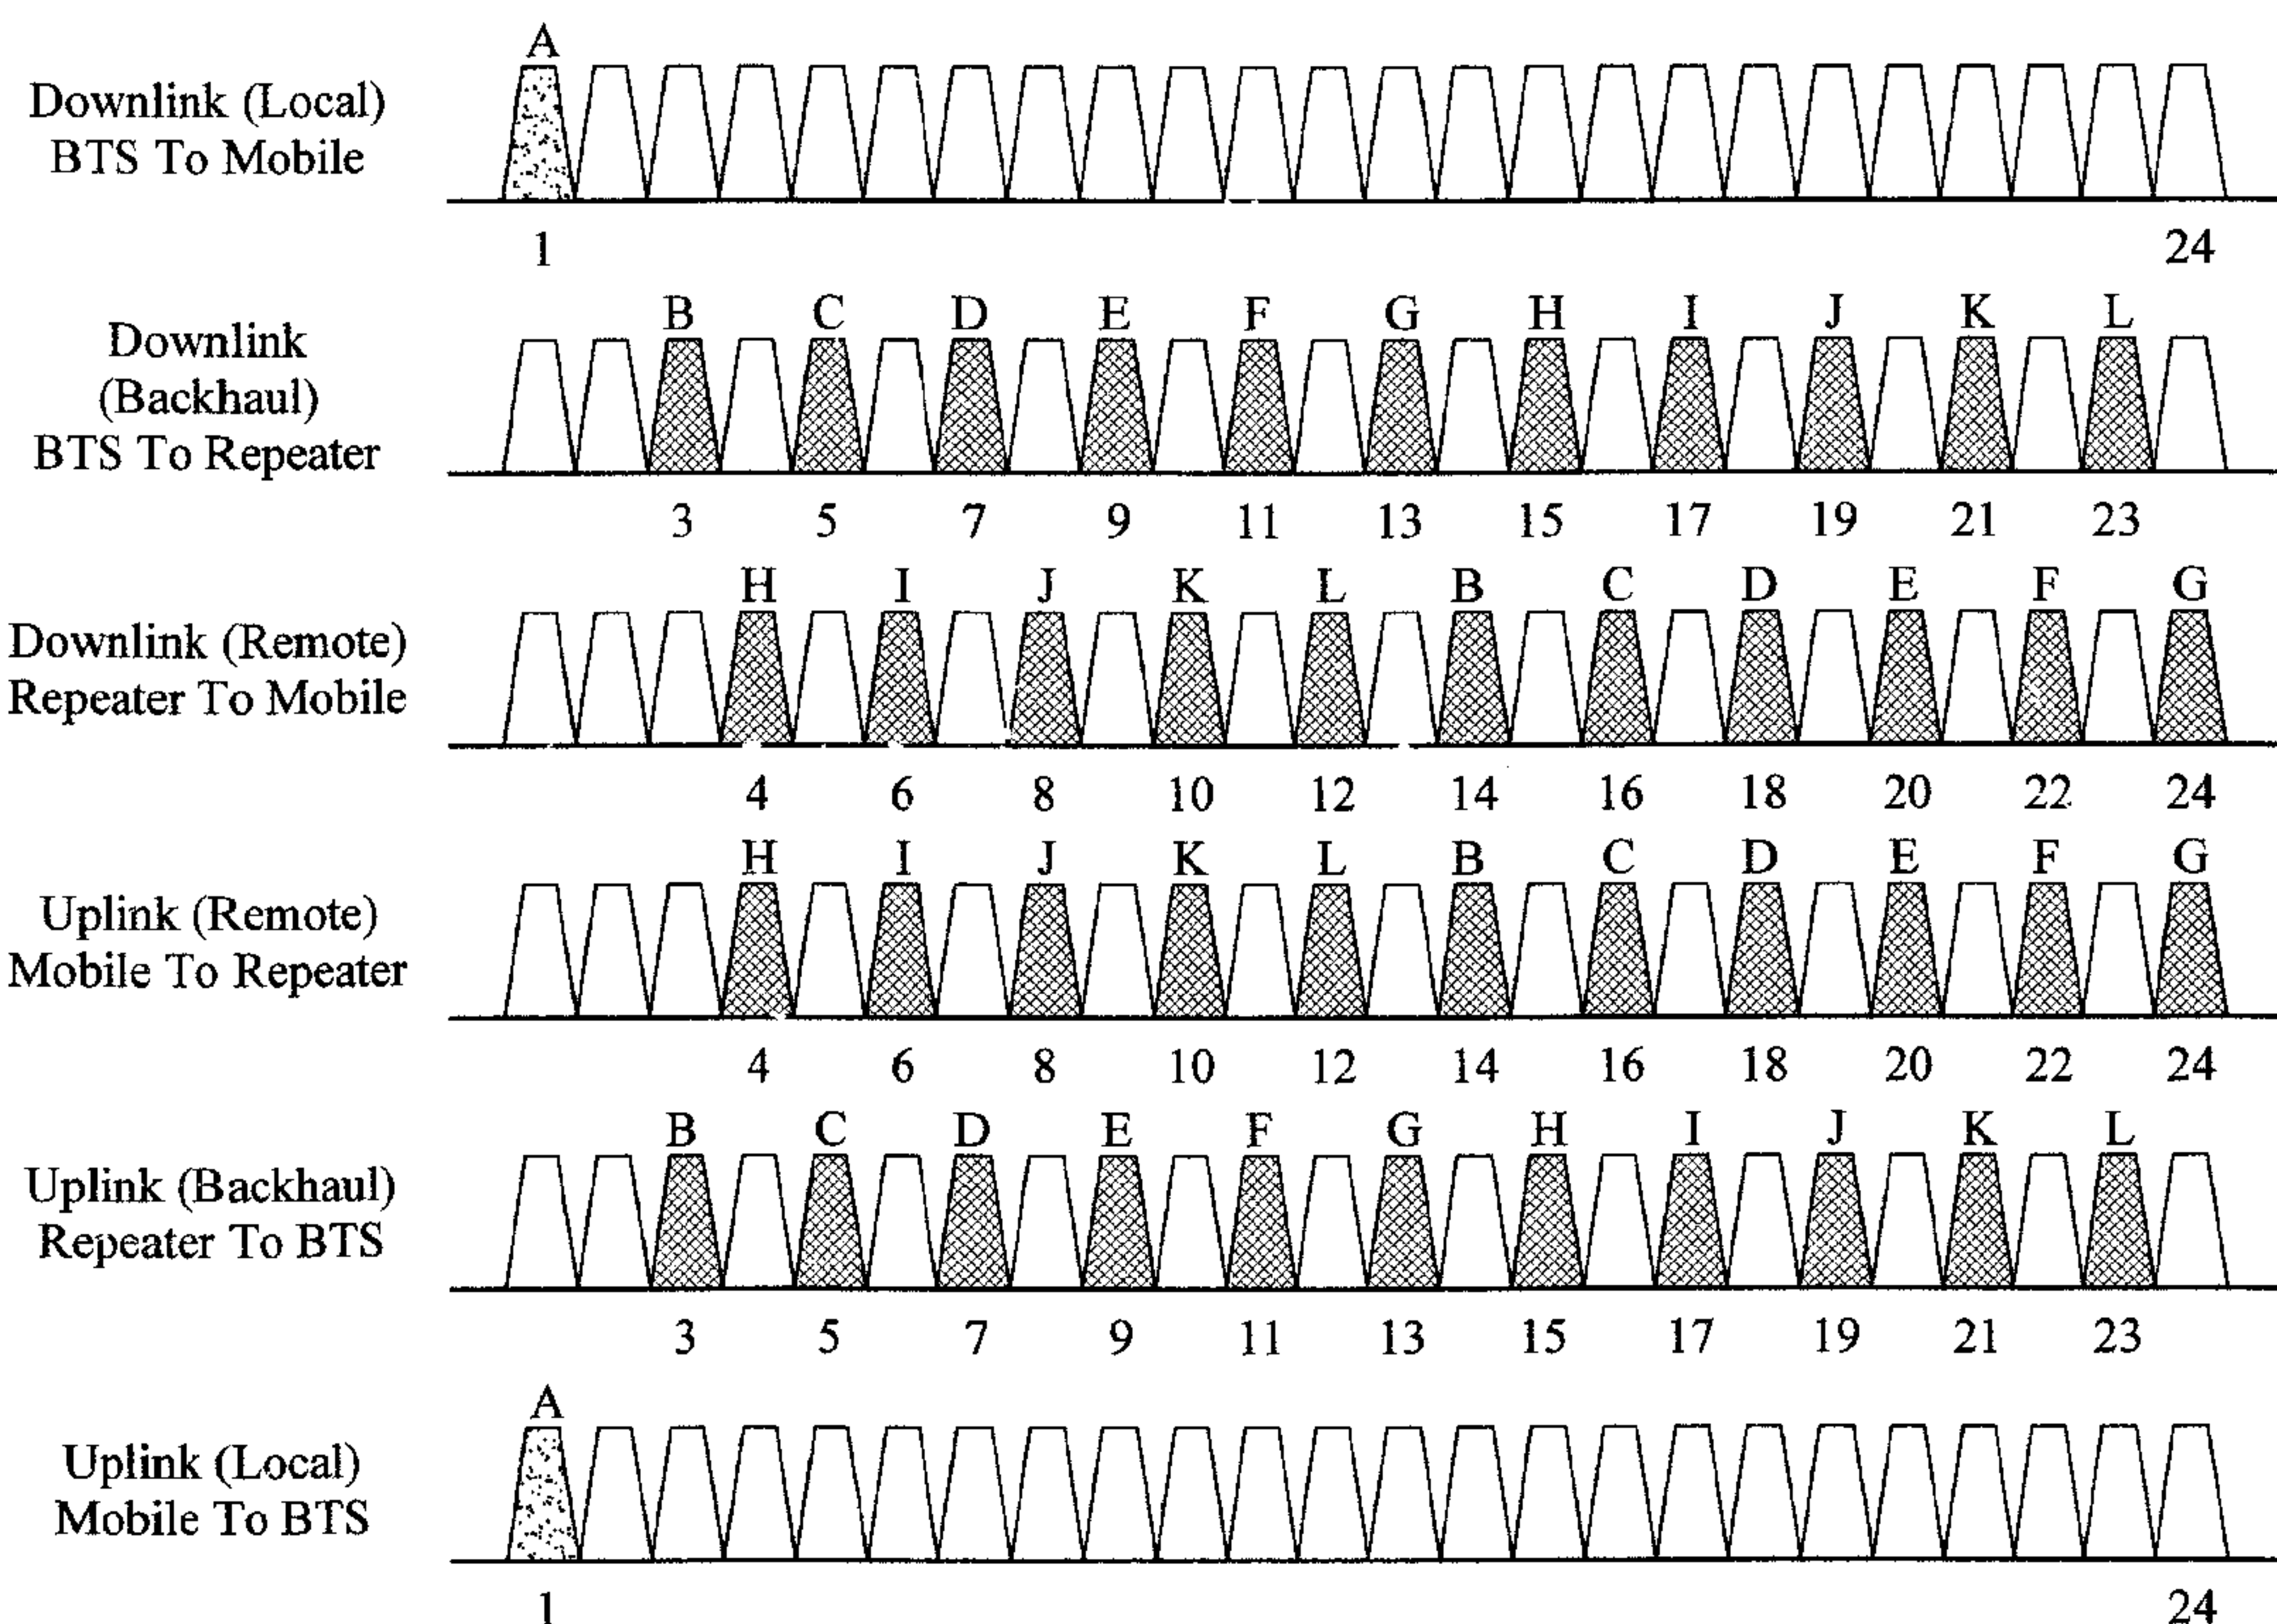 A
Downlink (Local)
BTS To Mobile
1 24
B C D E F G H I J K L
Downlink
(Backhaul)
BTS To Repeater
3 5 7 9 11 13 15 17 19 21 23
H I J K L B C D E F G
Downlink (Remote)
Repeater To Mobile
4 6 8 10 12 14 16 18 20 22 24
H I J K L B C D E F G
Uplink (Remote)
Mobile To Repeater
4 6 8 10 12 14 16 18 20 22 24
B C D E F G H I J K L
Uplink (Backhaul)
Repeater To BTS
3 5 7 9 11 13 15 17 19 21 23
A
Uplink (Local)
Mobile To BTS
1 24